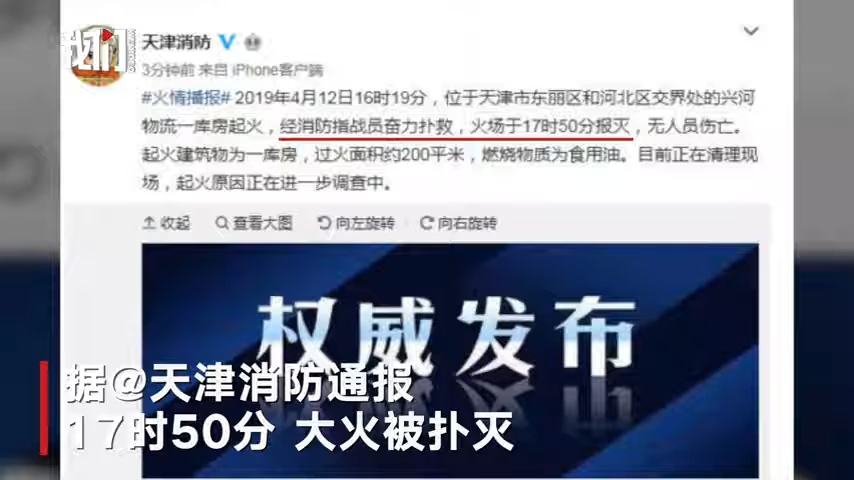 我们
天津消防
3分钟前 来自 iPhone客户端
#火情播报# 2019年4月12日16时19分，位于天津市东丽区和河北区交界处的兴河
物流一库房起火，经消防指战员奋力扑救，火场于17时50分报灭，无人员伤亡。
起火建筑物为一库房，过火面积约200平米，燃烧物质为食用油。目前正在清理现
场，起火原因正在进一步调查中。
收起 查看大图 向左旋转 向右旋转
权威发布
据@天津消防通报
17时50分 大火被扑灭